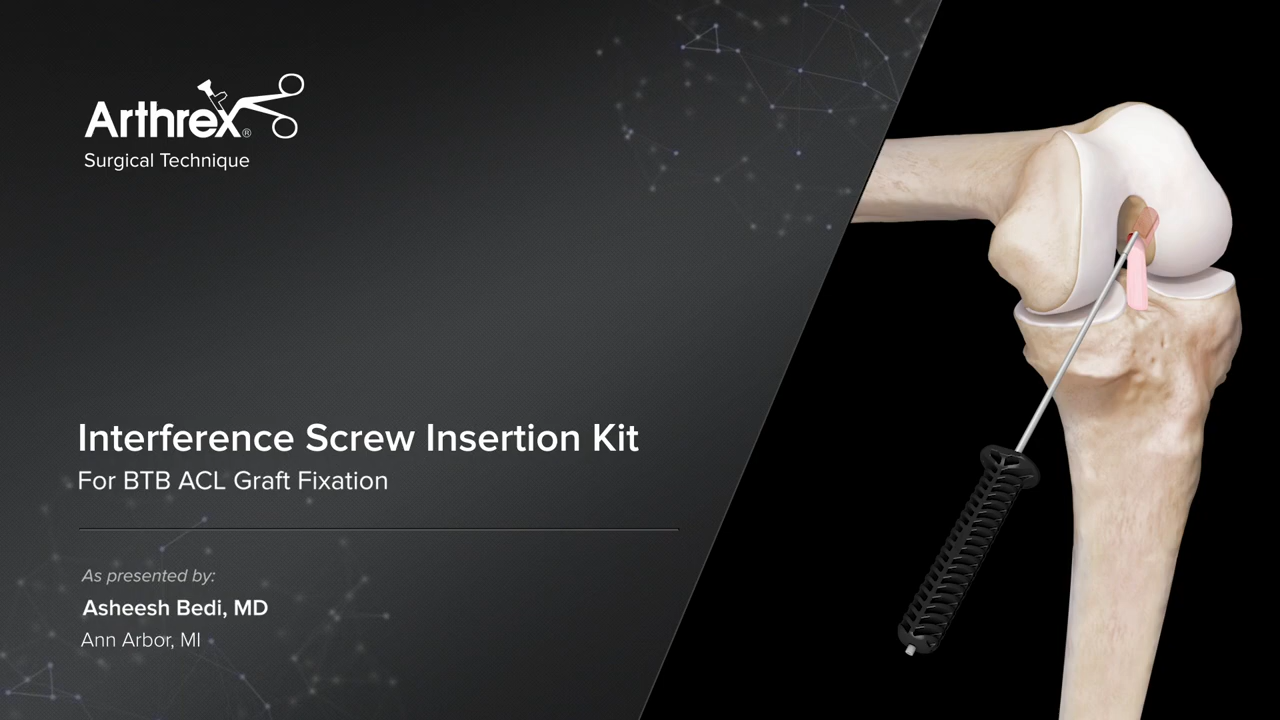 Arthrex®
Surgical Technique
Interference Screw Insertion Kit
For BTB ACL Graft Fixation
As presented by:
Asheesh Bedi, MD
Ann Arbor, MI